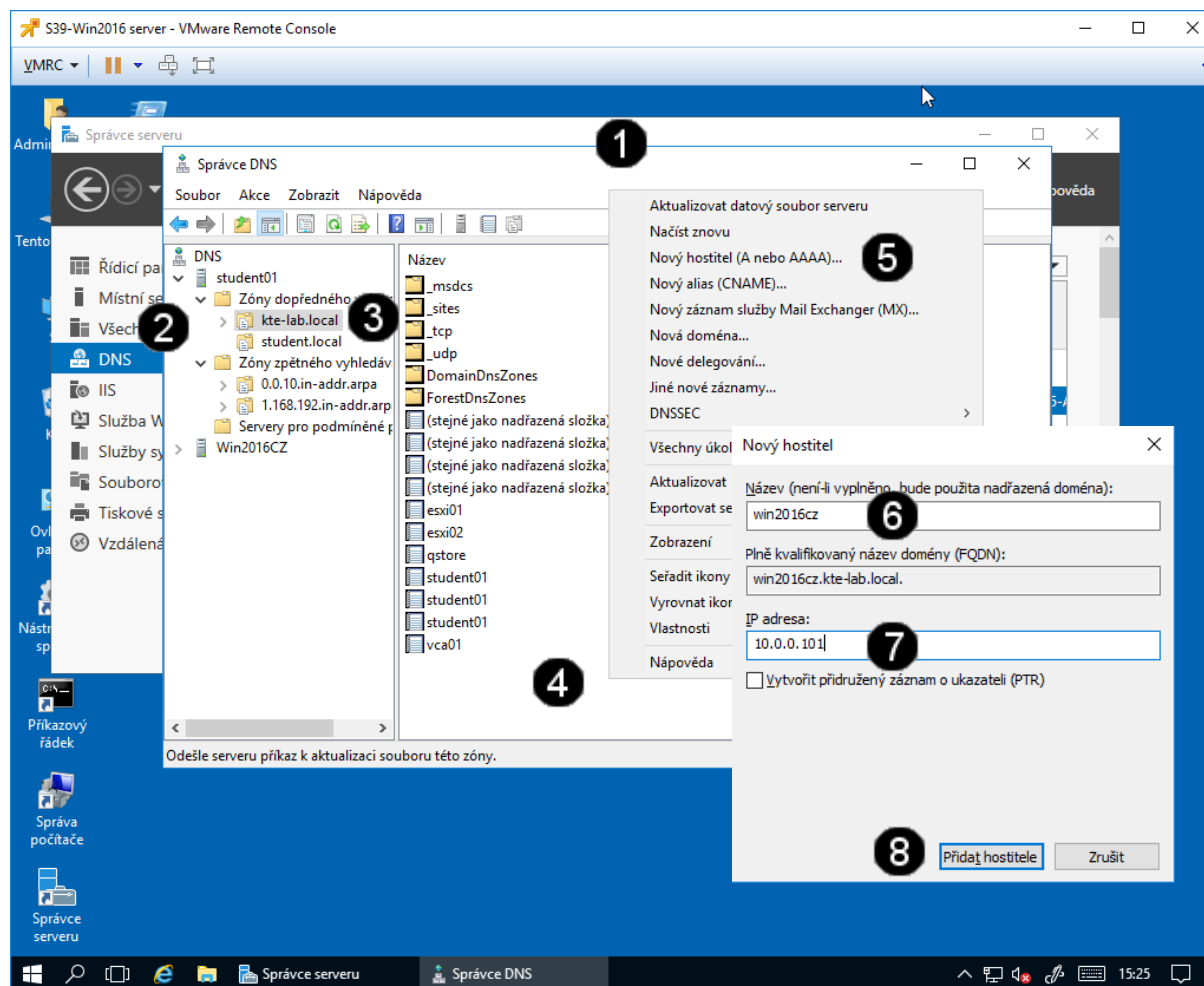 S39-Win2016 server - VMware Remote Console
VMRC
Správce serveru
1
Správce DNS
Soubor Akce Zobrazit Nápověda
DNS
student01
Zóny dopředného
kte-lab.local
3
student.local
Zóny zpětného vyhledáv
0.0.10.in-addr.arpa
1.168.192.in-addr.arp
Servery pro podmíněné p
Win2016CZ
Název
_msdcs
_sites
_tcp
_udp
DomainDnsZones
ForestDnsZones
(stejné jako nadřazená složka)
(stejné jako nadřazená složka)
(stejné jako nadřazená složka)
(stejné jako nadřazená složka)
esxi01
esxi02
qstore
student01
student01
student01
vca01
4
Odešle serveru příkaz k aktualizaci souboru této zóny.
Aktualizovat datový soubor serveru
Načíst znovu
Nový hostitel (A nebo AAAA)...
5
Nový alias (CNAME)...
Nový záznam služby Mail Exchanger (MX)...
Nová doména...
Nové delegování...
Jiné nové záznamy...
DNSSEC
Všechny úkol
Aktualizovat
Exportovat se
Zobrazení
Seřadit ikony
Vyrovnat ikor
Vlastnosti
Nápověda
pověda
5-A
Nový hostitel
Název (není-li vyplněno, bude použita nadřazená doména):
win2016cz
6
Plně kvalifikovaný název domény (FQDN):
win2016cz.kte-lab.local.
IP adresa:
10.0.0.101
7
Vytvořit přidružený záznam o ukazateli (PTR)
8
Přidat hostitele Zrušit
Řídicí pa
Místní se
Všech
2
DNS
IIS
Služba W
Služby sy
Souboro
Tiskové s
Vzdálená
Admi
Tento
K
Ovl
pa
Nástr
sp
Příkazový
řádek
Správa
počítače
Správce
serveru
Správce serveru
Správce DNS
15:25